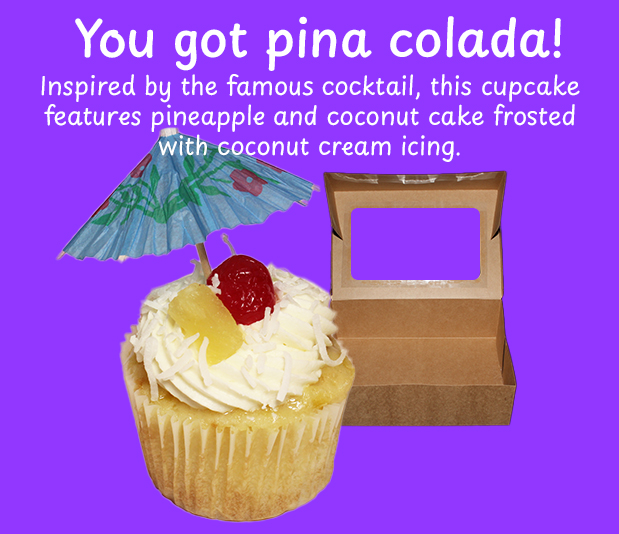 You got pina colada!
Inspired by the famous cocktail, this cupcake
features pineapple and coconut cake frosted
with coconut cream icing.